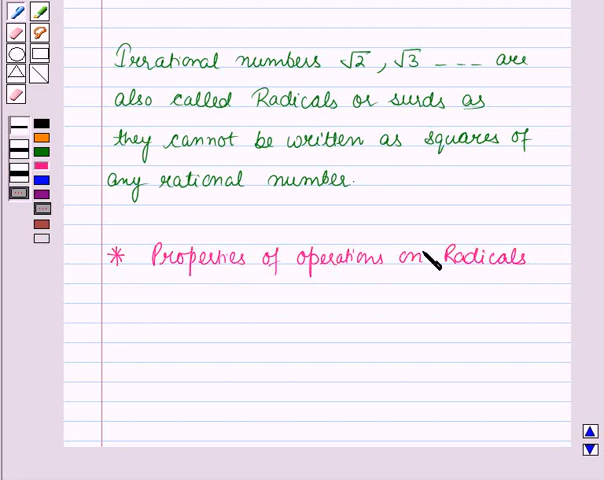 Irrational numbers √2, √3 --- are
also called Radicals or surds as
they cannot be written as squares of
any rational number.
* Properties of operations on Radicals